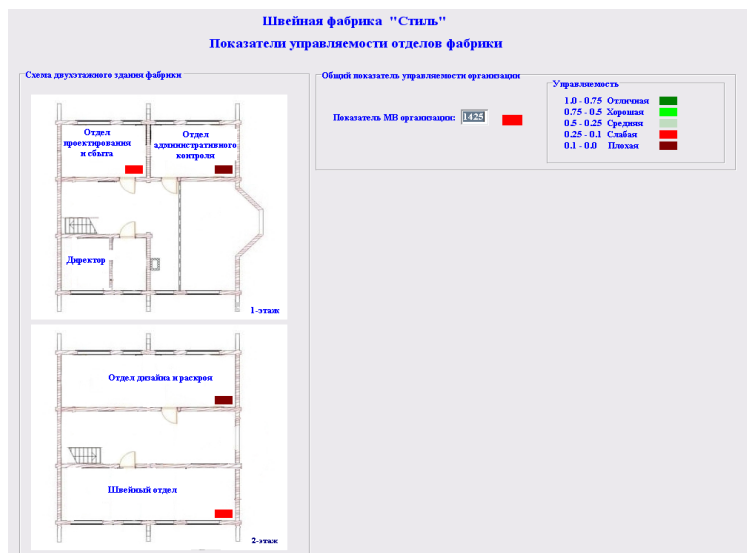 Швейная фабрика "Стиль"
Показатели управляемости отделов фабрики
Схема двухэтажного здания фабрики
Отдел
проектирования
и сбыта
Отдел
административного
контроля
Директор
1-этаж
Отдел дизайна и раскроя
Швейный отдел
2-этаж
Общий показатель управляемости организации
Показатель МВ организации: 1425
Управляемость
1.0 - 0.75 Отличная
0.75 - 0.5 Хорошая
0.5 - 0.25 Средняя
0.25 - 0.1 Слабая
0.1 - 0.0 Плохая